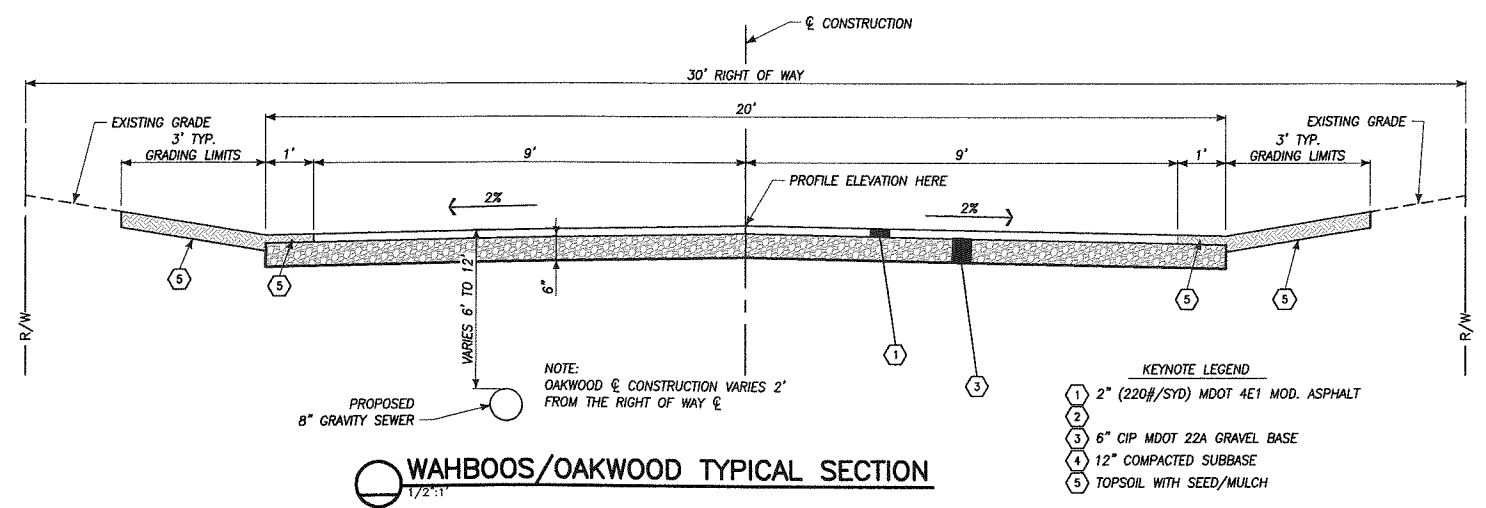 ℄ CONSTRUCTION
30' RIGHT OF WAY
20'
EXISTING GRADE
EXISTING GRADE
3' TYP.
GRADING LIMITS
1'
9'
9'
1'
3' TYP.
GRADING LIMITS
PROFILE ELEVATION HERE
2%
2%
5
5
VARIES 6' TO 12'
6"
5
5
R/W
R/W
1
3
NOTE:
OAKWOOD ℄ CONSTRUCTION VARIES 2'
FROM THE RIGHT OF WAY ℄
PROPOSED
8" GRAVITY SEWER
KEYNOTE LEGEND
1 2" (220#/SYD) MDOT 4E1 MOD. ASPHALT
2
3 6" CIP MDOT 22A GRAVEL BASE
4 12" COMPACTED SUBBASE
5 TOPSOIL WITH SEED/MULCH
WAHBOOS/OAKWOOD TYPICAL SECTION
1/2":1'